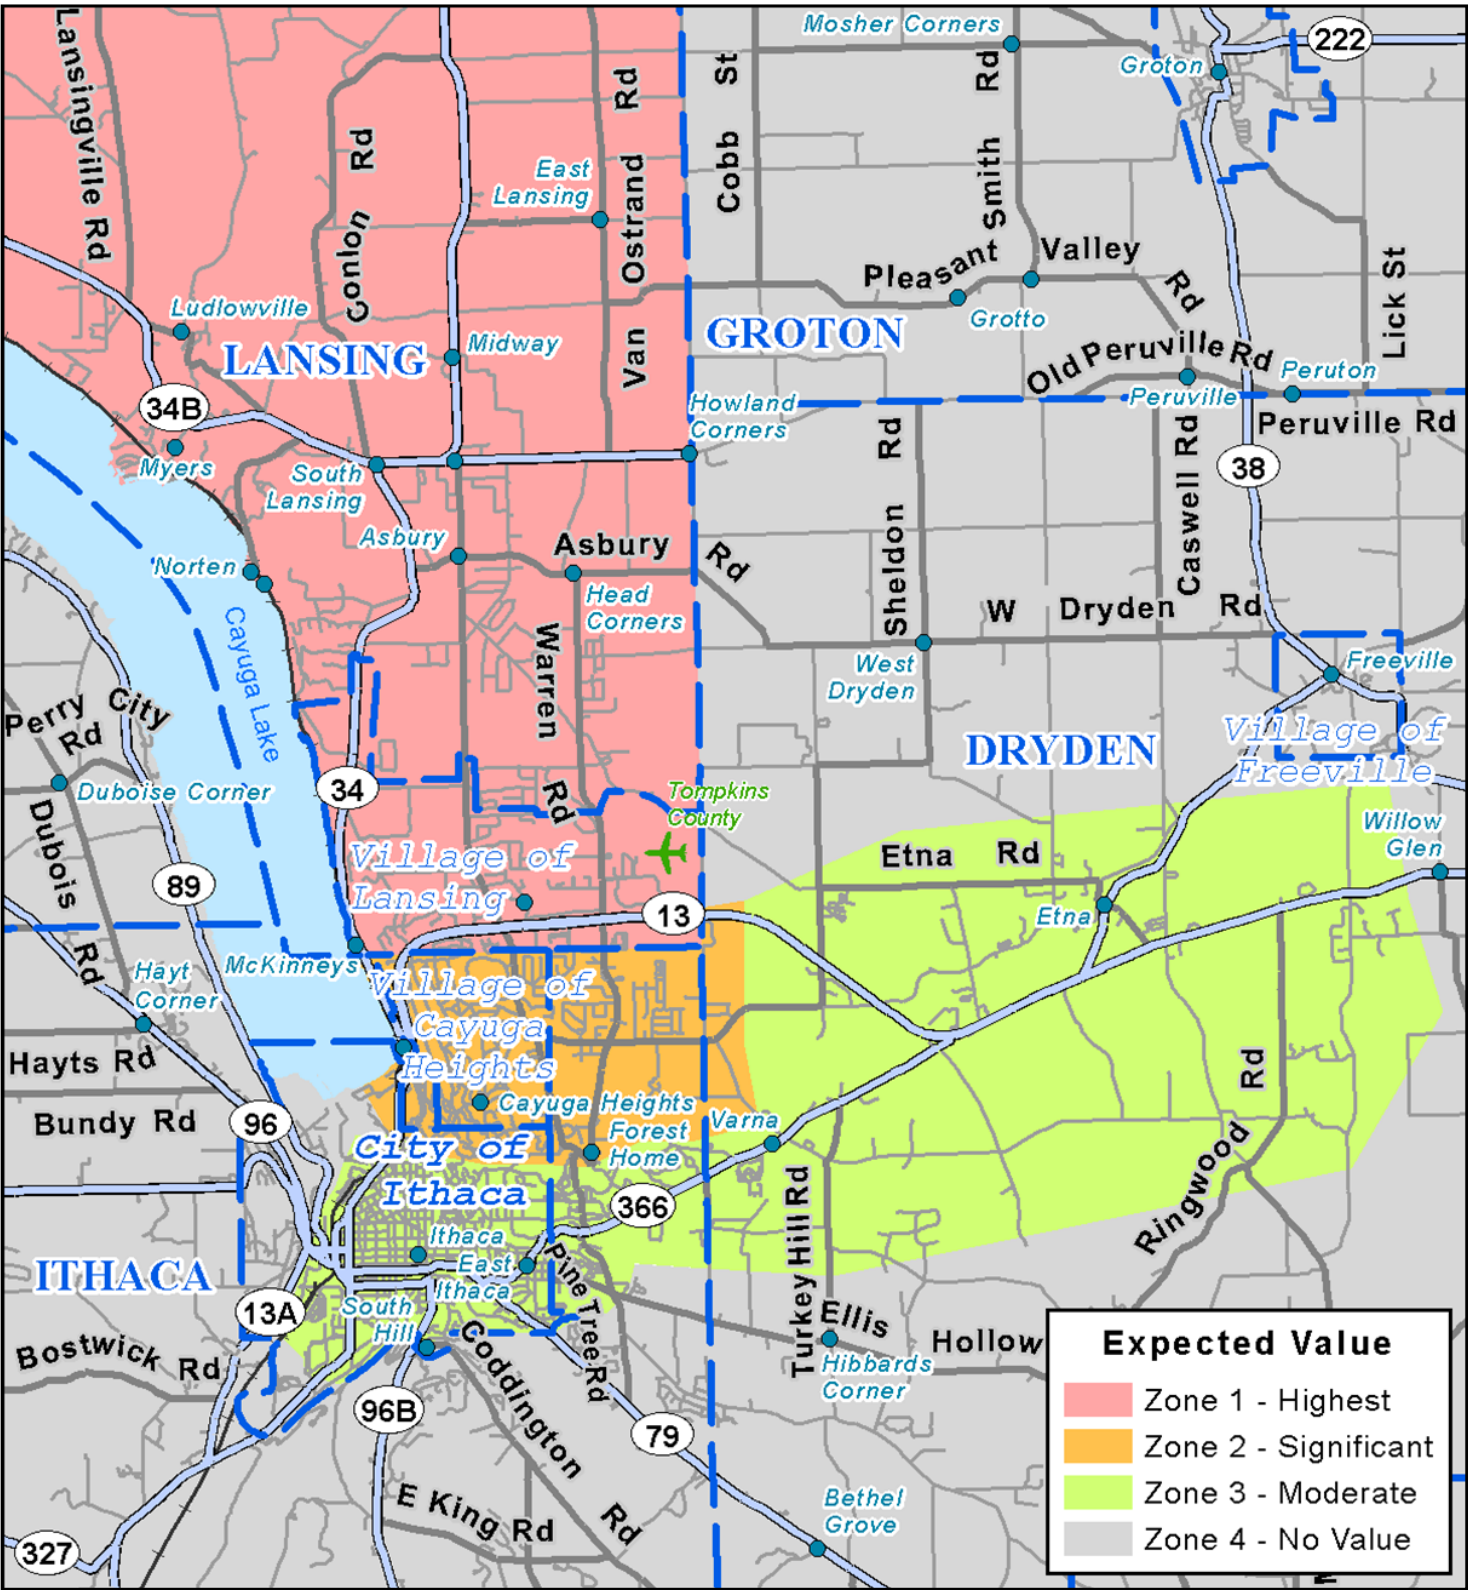 Mosher Corners
222
Groton
Lansingville Rd
Conlon Rd
Van Ostrand Rd
Cobb St
Smith Rd
East
Lansing
Pleasant Valley Rd
Lick St
Grotto
Ludlowville
LANSING
Midway
GROTON
Old Peruville Rd
Peruton
Peruville
34B
Howland
Corners
Peruville Rd
Myers
South
Lansing
Sheldon Rd
Caswell Rd
38
Asbury
Asbury Rd
Norten
Head
Corners
W Dryden Rd
Cayuga Lake
Warren Rd
West
Dryden
Freeville
Perry City
Rd
Village of
Freeville
DRYDEN
Duboise Corner
34
Tompkins
County
Dubois Rd
Willow
Glen
Village of
Lansing
Etna Rd
89
13
Etna
McKinneys
Hayt
Corner
Village of
Cayuga
Heights
Hayts Rd
Cayuga Heights
Varna
Bundy Rd
96
Forest
Home
City of
Ithaca
Ringwood Rd
366
Turkey Hill Rd
Ithaca
East
Ithaca
Pine Tree Rd
ITHACA
13A
South
Hill
Ellis Hollow
Bostwick Rd
Coddington Rd
Hibbards
Corner
96B
79
E King Rd
Bethel
Grove
327
Expected Value
Zone 1 - Highest
Zone 2 - Significant
Zone 3 - Moderate
Zone 4 - No Value